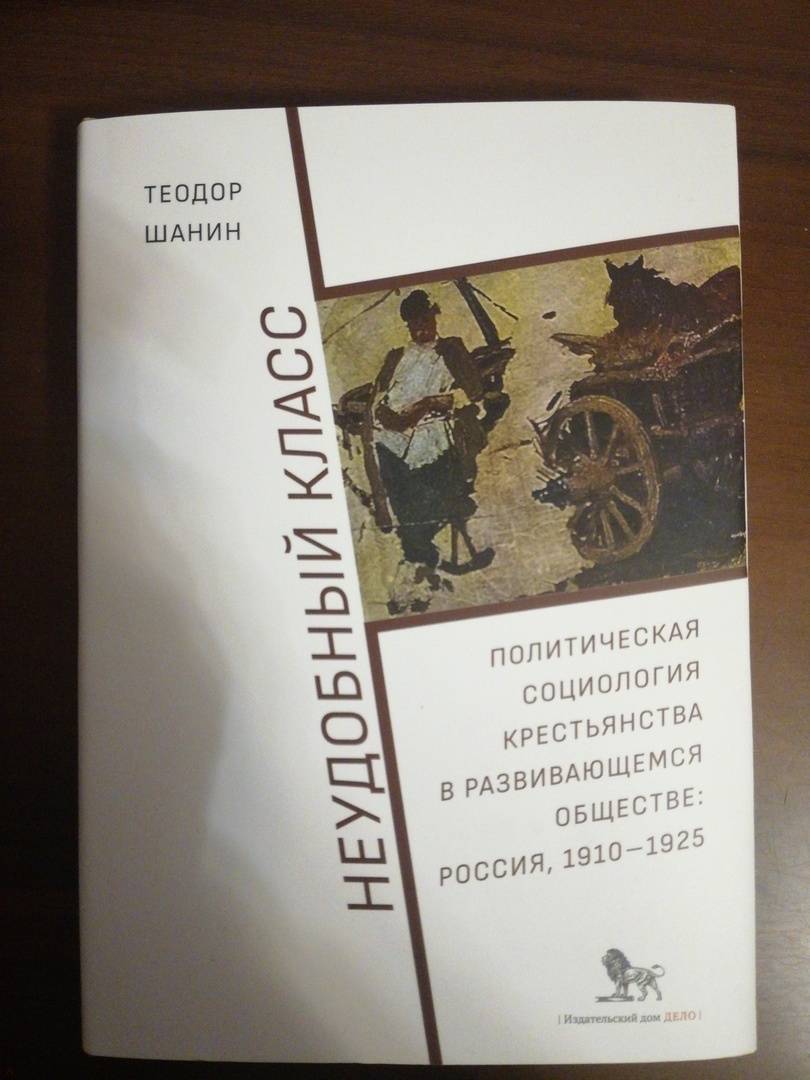 ТЕОДОР
ШАНИН
НЕУДОБНЫЙ КЛАСС
ПОЛИТИЧЕСКАЯ
СОЦИОЛОГИЯ
КРЕСТЬЯНСТВА
В РАЗВИВАЮЩЕМСЯ
ОБЩЕСТВЕ:
РОССИЯ, 1910–1925
| Издательский дом ДЕЛО |